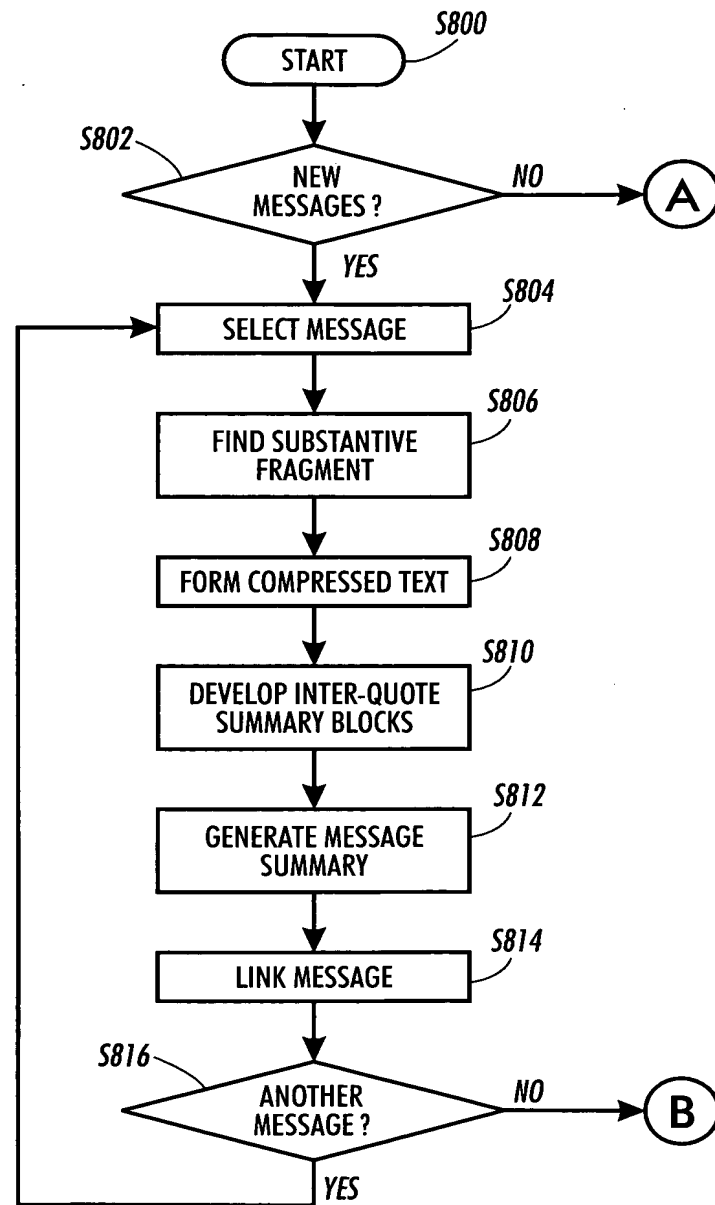 S800
START
S802
NEW
MESSAGES ?
NO
A
YES
S804
SELECT MESSAGE
S806
FIND SUBSTANTIVE
FRAGMENT
S808
FORM COMPRESSED TEXT
S810
DEVELOP INTER-QUOTE
SUMMARY BLOCKS
S812
GENERATE MESSAGE
SUMMARY
S814
LINK MESSAGE
S816
ANOTHER
MESSAGE ?
NO
B
YES